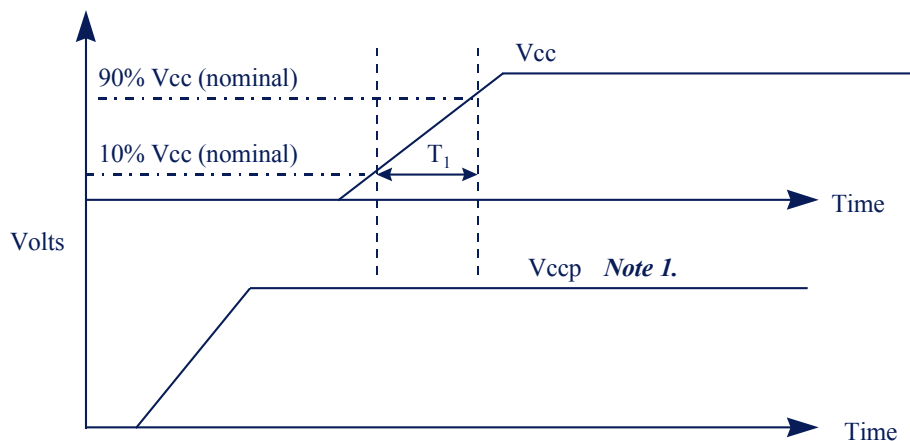 Vcc
90% Vcc (nominal)
10% Vcc (nominal)
T1
Time
Volts
Vccp Note 1.
Time